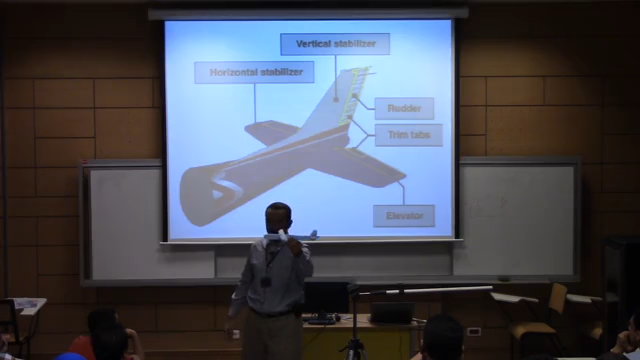 Vertical stabilizer
Horizontal stabilizer
Rudder
Trim tabs
Elevator